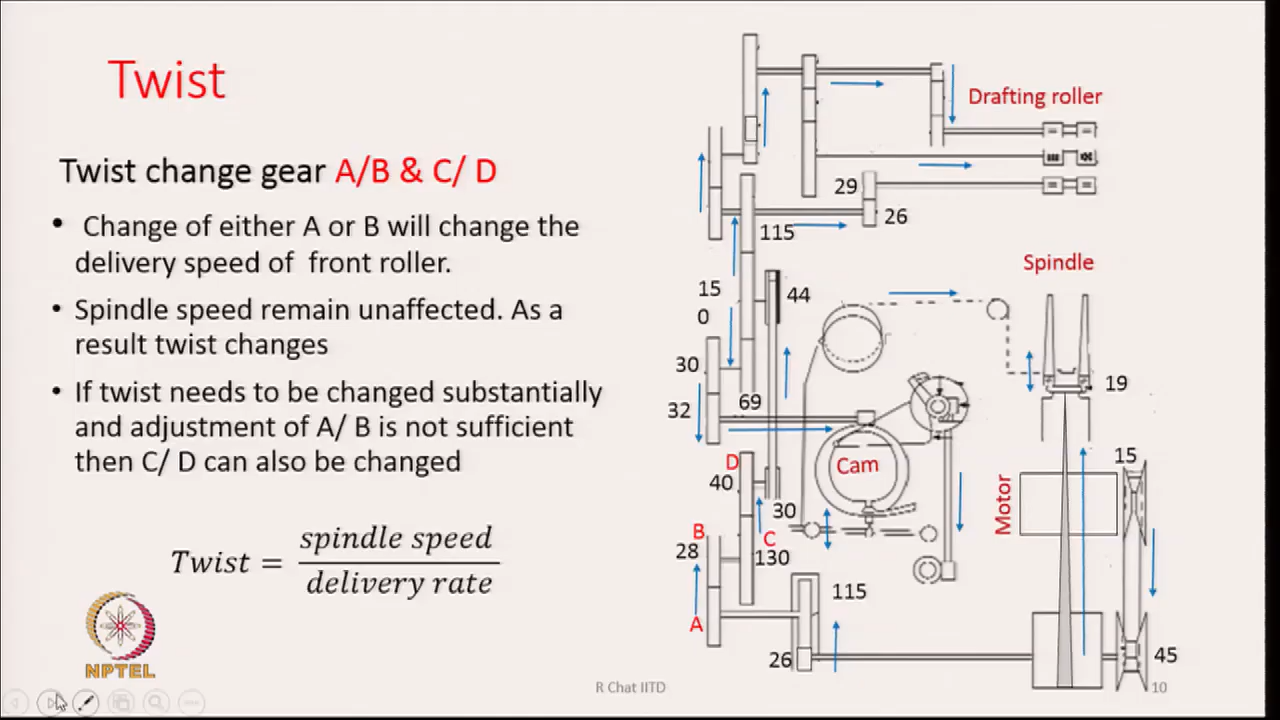 Twist
Twist change gear A/B & C/ D
• Change of either A or B will change the
delivery speed of front roller.
• Spindle speed remain unaffected. As a
result twist changes
• If twist needs to be changed substantially
and adjustment of A/ B is not sufficient
then C/ D can also be changed
Twist = spindle speed
delivery rate
NPTEL
R Chat IITD
10
Drafting roller
29
26
115
Spindle
15
0
44
30
19
32
69
D
Cam
15
40
Motor
30
B
C
28
130
115
A
26
45